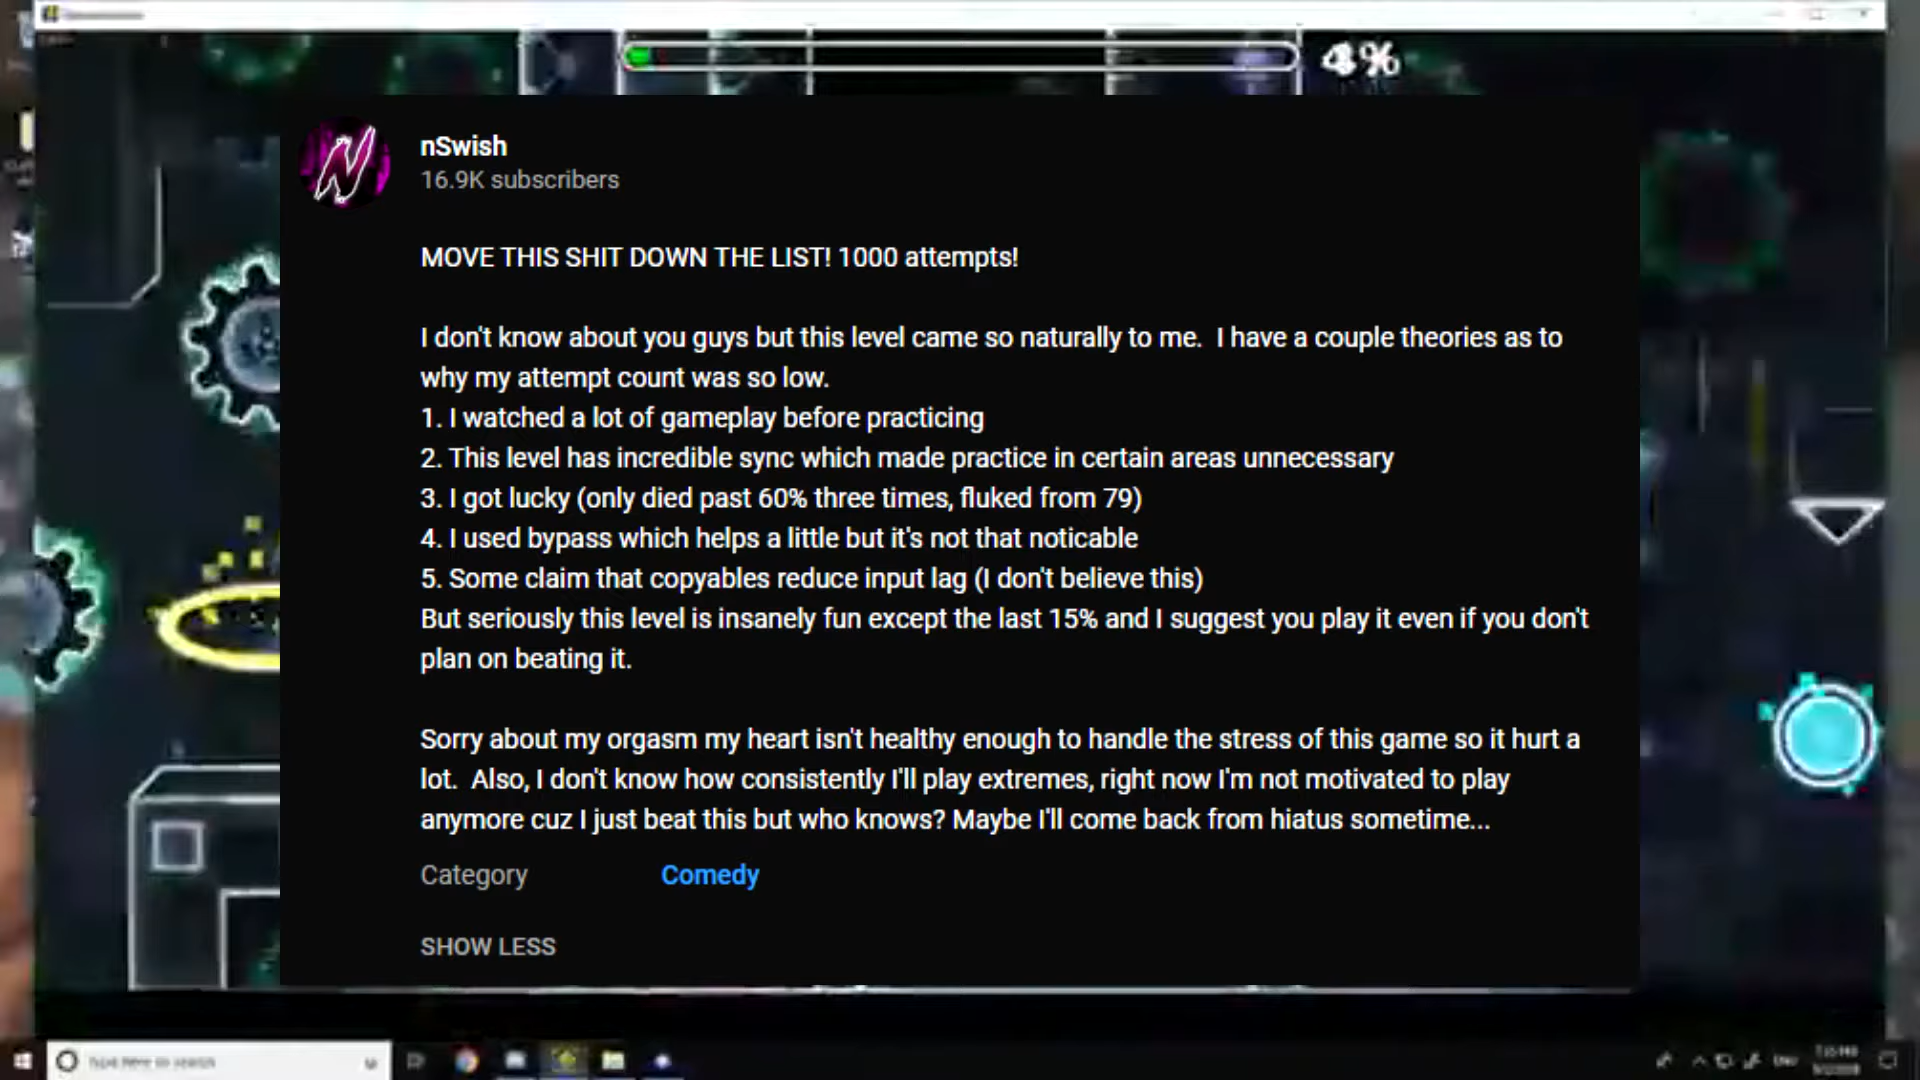 4%
nSwish
16.9K subscribers
MOVE THIS SHIT DOWN THE LIST! 1000 attempts!
I don't know about you guys but this level came so naturally to me.  I have a couple theories as to
why my attempt count was so low.
1. I watched a lot of gameplay before practicing
2. This level has incredible sync which made practice in certain areas unnecessary
3. I got lucky (only died past 60% three times, fluked from 79)
4. I used bypass which helps a little but it's not that noticable
5. Some claim that copyables reduce input lag (I don't believe this)
But seriously this level is insanely fun except the last 15% and I suggest you play it even if you don't
plan on beating it.
Sorry about my orgasm my heart isn't healthy enough to handle the stress of this game so it hurt a
lot.  Also, I don't know how consistently I'll play extremes, right now I'm not motivated to play
anymore cuz I just beat this but who knows? Maybe I'll come back from hiatus sometime...
Category Comedy
SHOW LESS
Type here to search